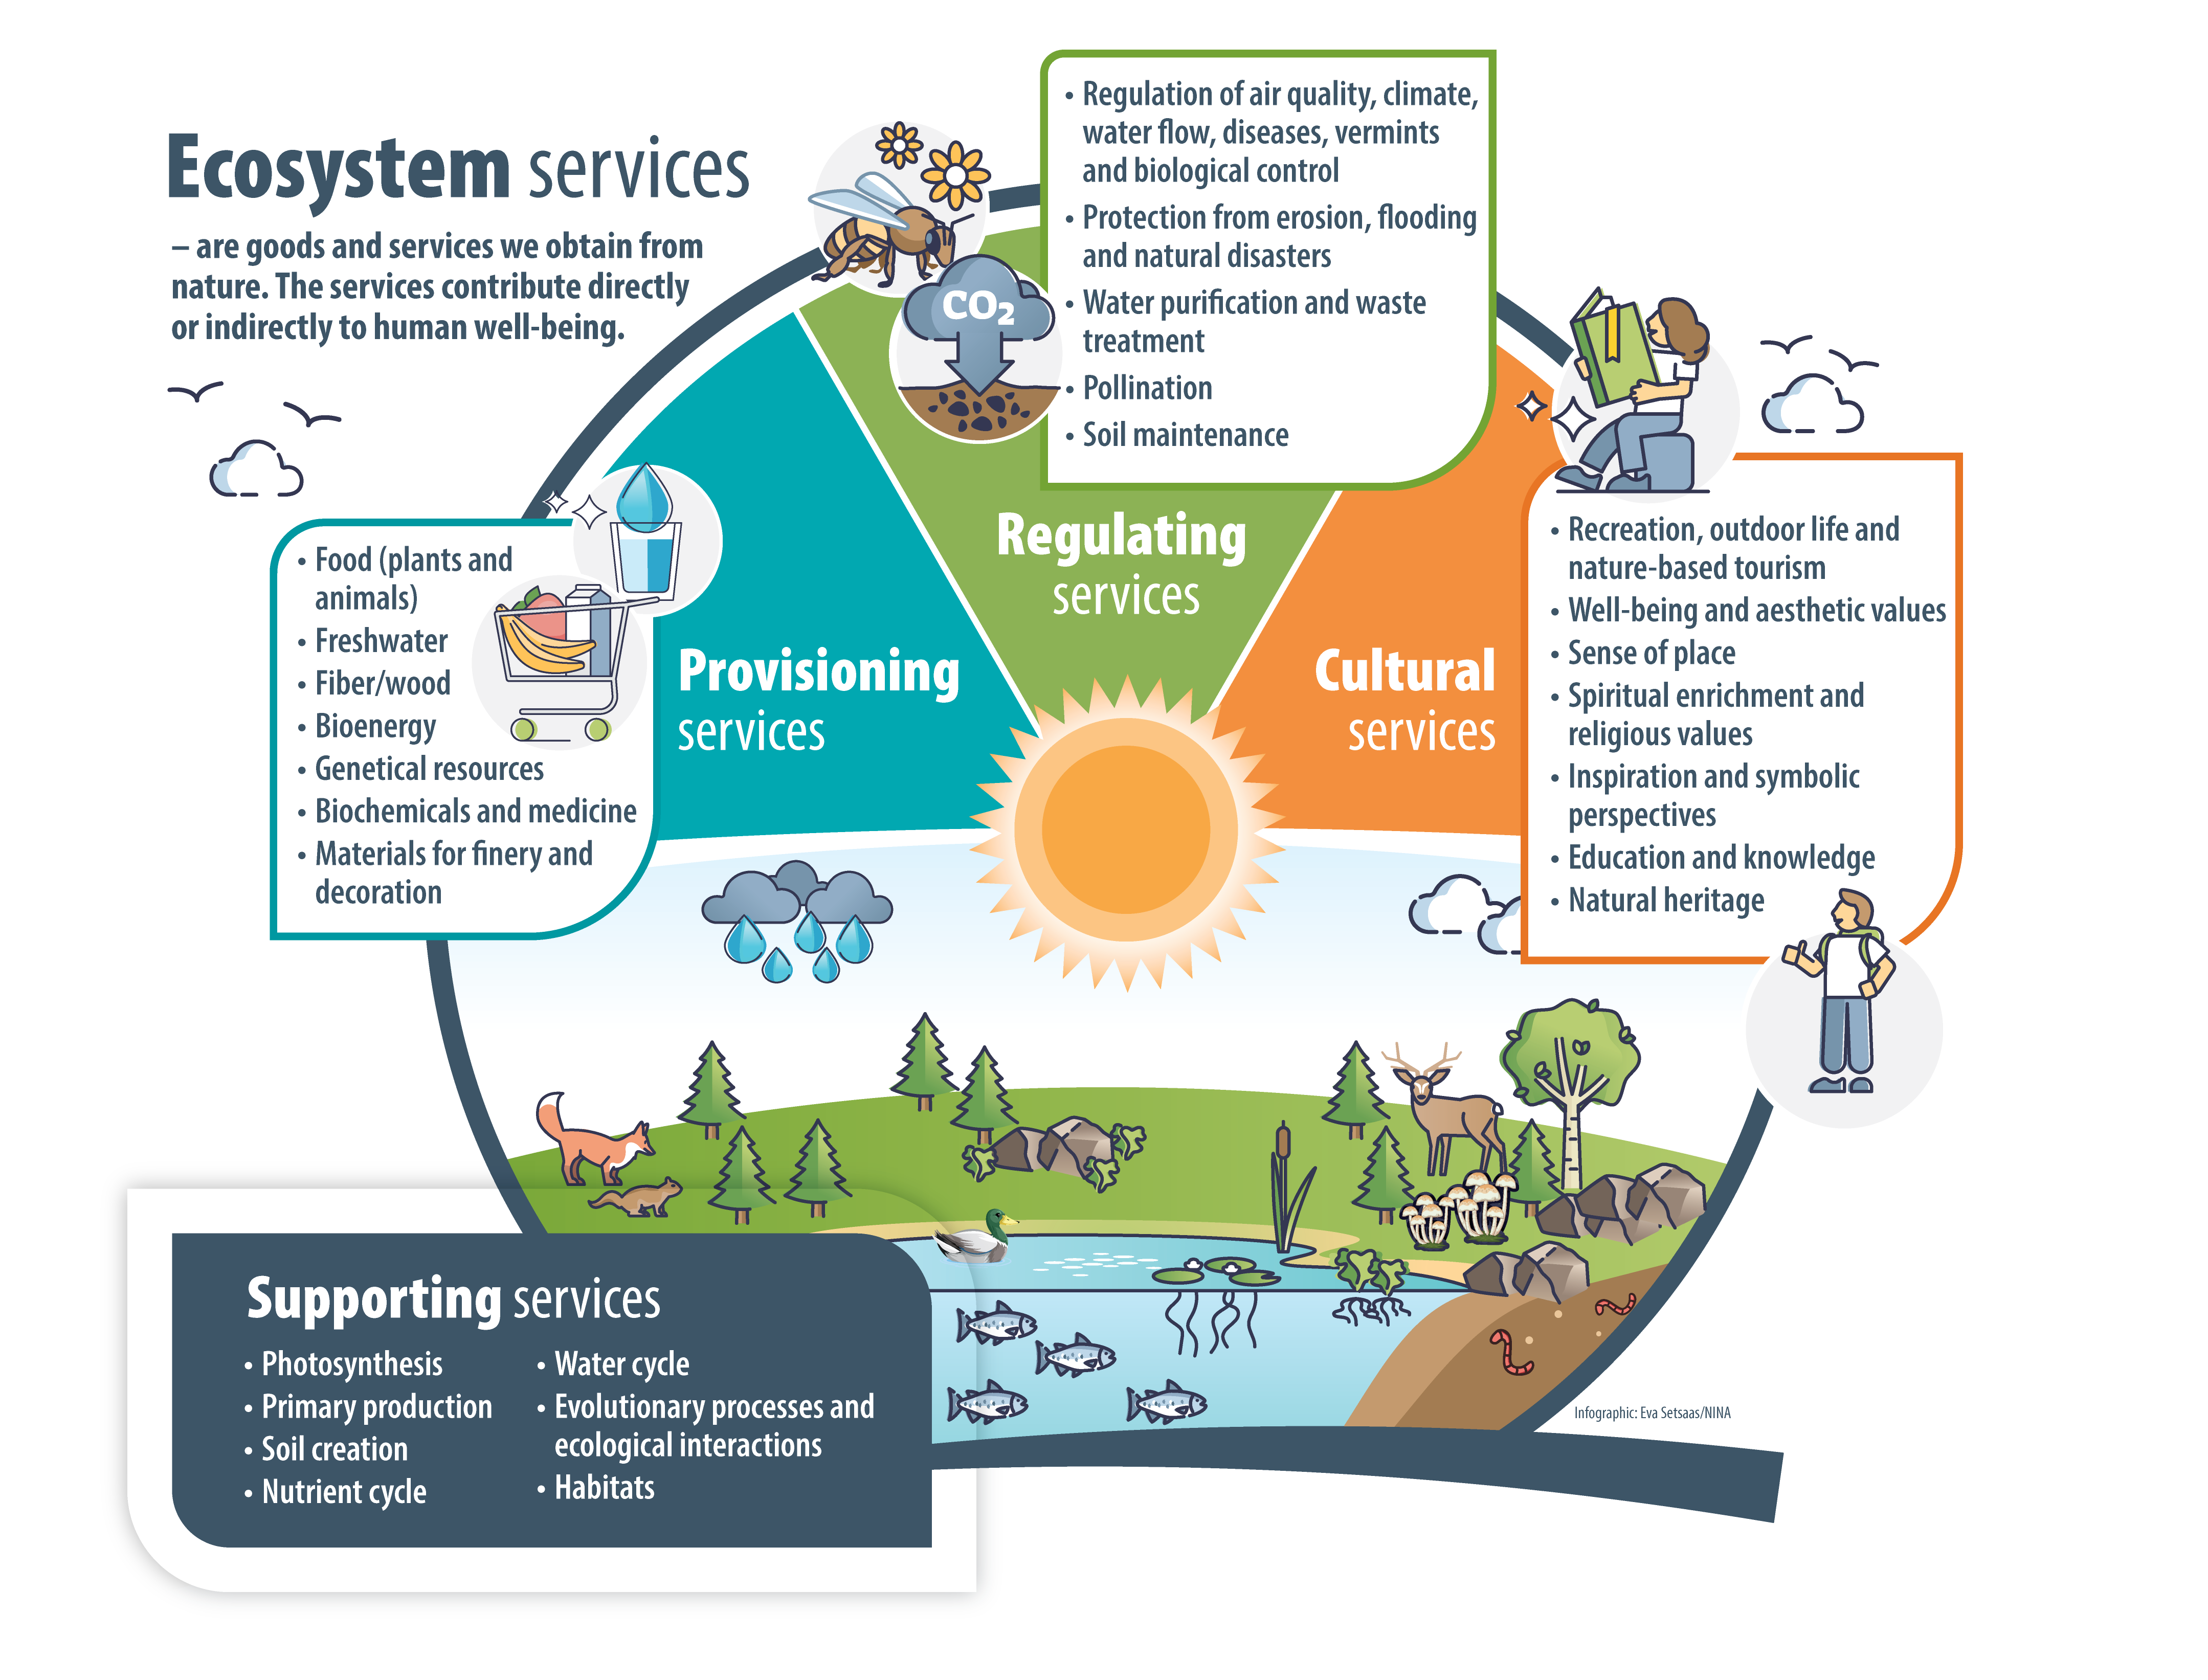 Ecosystem services
– are goods and services we obtain from
nature. The services contribute directly
or indirectly to human well-being.
• Regulation of air quality, climate,
water flow, diseases, vermints
and biological control
• Protection from erosion, flooding
and natural disasters
• Water purification and waste
treatment
• Pollination
• Soil maintenance
CO₂
Regulating
services
• Food (plants and
animals)
• Freshwater
• Fiber/wood
• Bioenergy
• Genetical resources
• Biochemicals and medicine
• Materials for finery and
decoration
Provisioning
services
Cultural
services
• Recreation, outdoor life and
nature-based tourism
• Well-being and aesthetic values
• Sense of place
• Spiritual enrichment and
religious values
• Inspiration and symbolic
perspectives
• Education and knowledge
• Natural heritage
Supporting services
• Photosynthesis
• Primary production
• Soil creation
• Nutrient cycle
• Water cycle
• Evolutionary processes and
ecological interactions
• Habitats
Infographic: Eva Setsaas/NINA